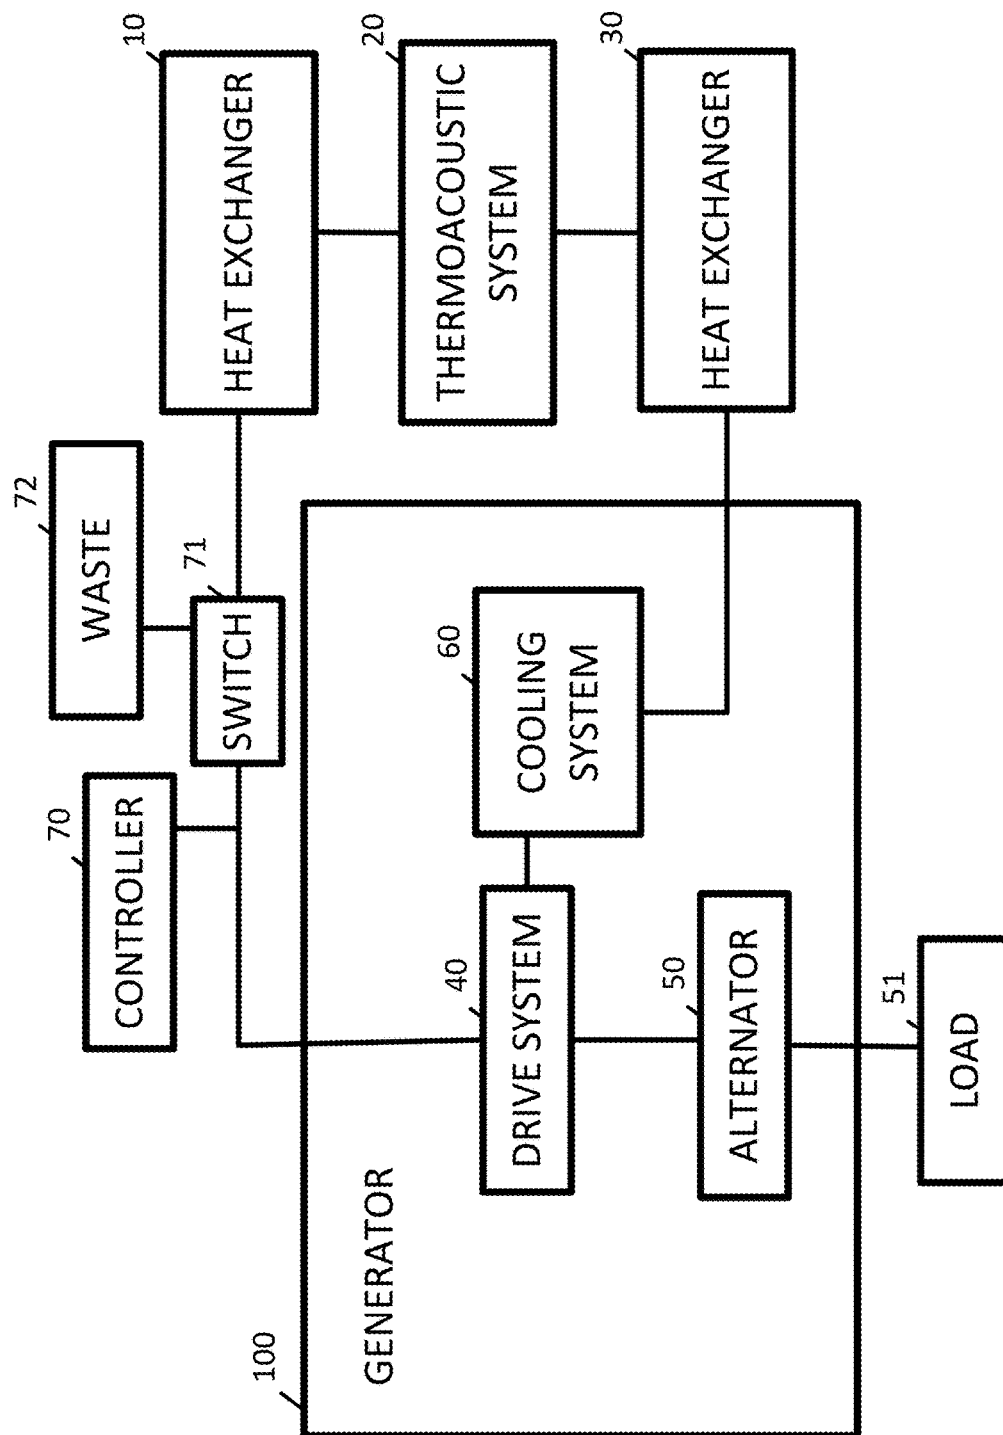 70
CONTROLLER
72
WASTE
71
SWITCH
10
HEAT EXCHANGER
20
THERMOACOUSTIC
SYSTEM
30
HEAT EXCHANGER
100
GENERATOR
40
DRIVE SYSTEM
60
COOLING
SYSTEM
50
ALTERNATOR
51
LOAD